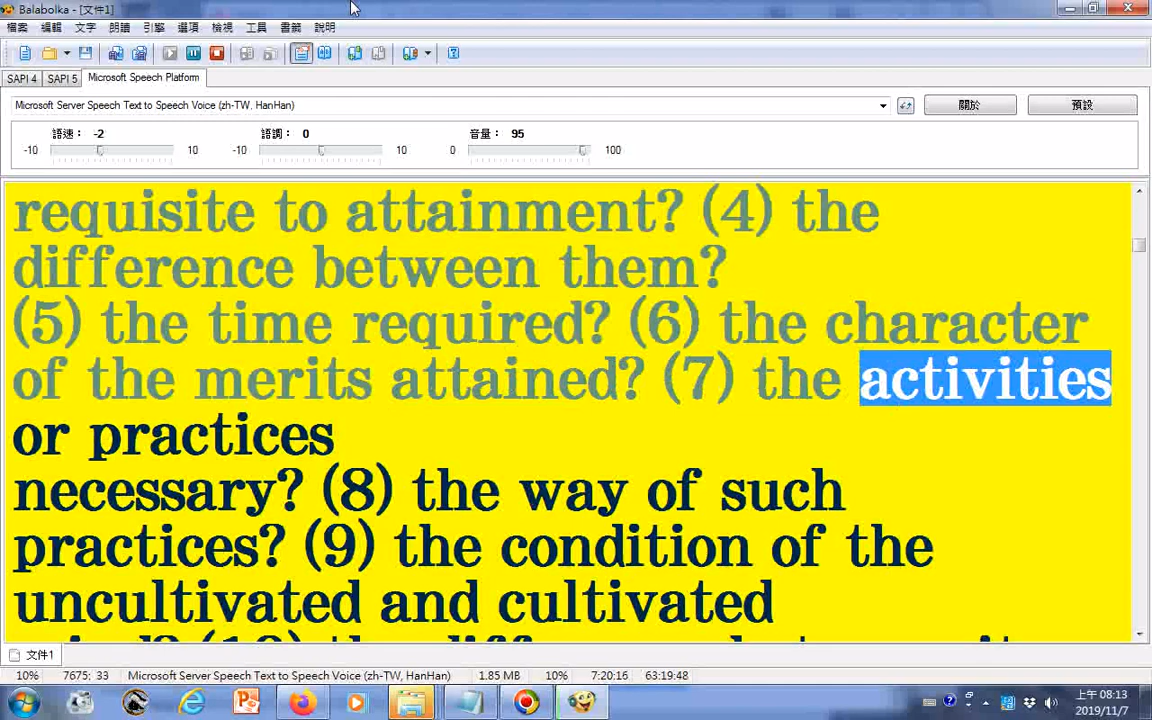 Balabolka - [文件1]
檔案 編輯 文字 朗讀 引擎 選項 檢視 工具 書籤 說明
SAPI 4 SAPI 5 Microsoft Speech Platform
Microsoft Server Speech Text to Speech Voice (zh-TW, HanHan) 關於 預設
語速： -2 語調： 0 音量： 95
-10 10 -10 10 0 100
requisite to attainment? (4) the
difference between them?
(5) the time required? (6) the character
of the merits attained? (7) the activities
or practices
necessary? (8) the way of such
practices? (9) the condition of the
uncultivated and cultivated
文件1
10% 7675; 33 Microsoft Server Speech Text to Speech Voice (zh-TW, HanHan) 1.85 MB 10% 7:20:16 63:19:48
上午 08:13
2019/11/7